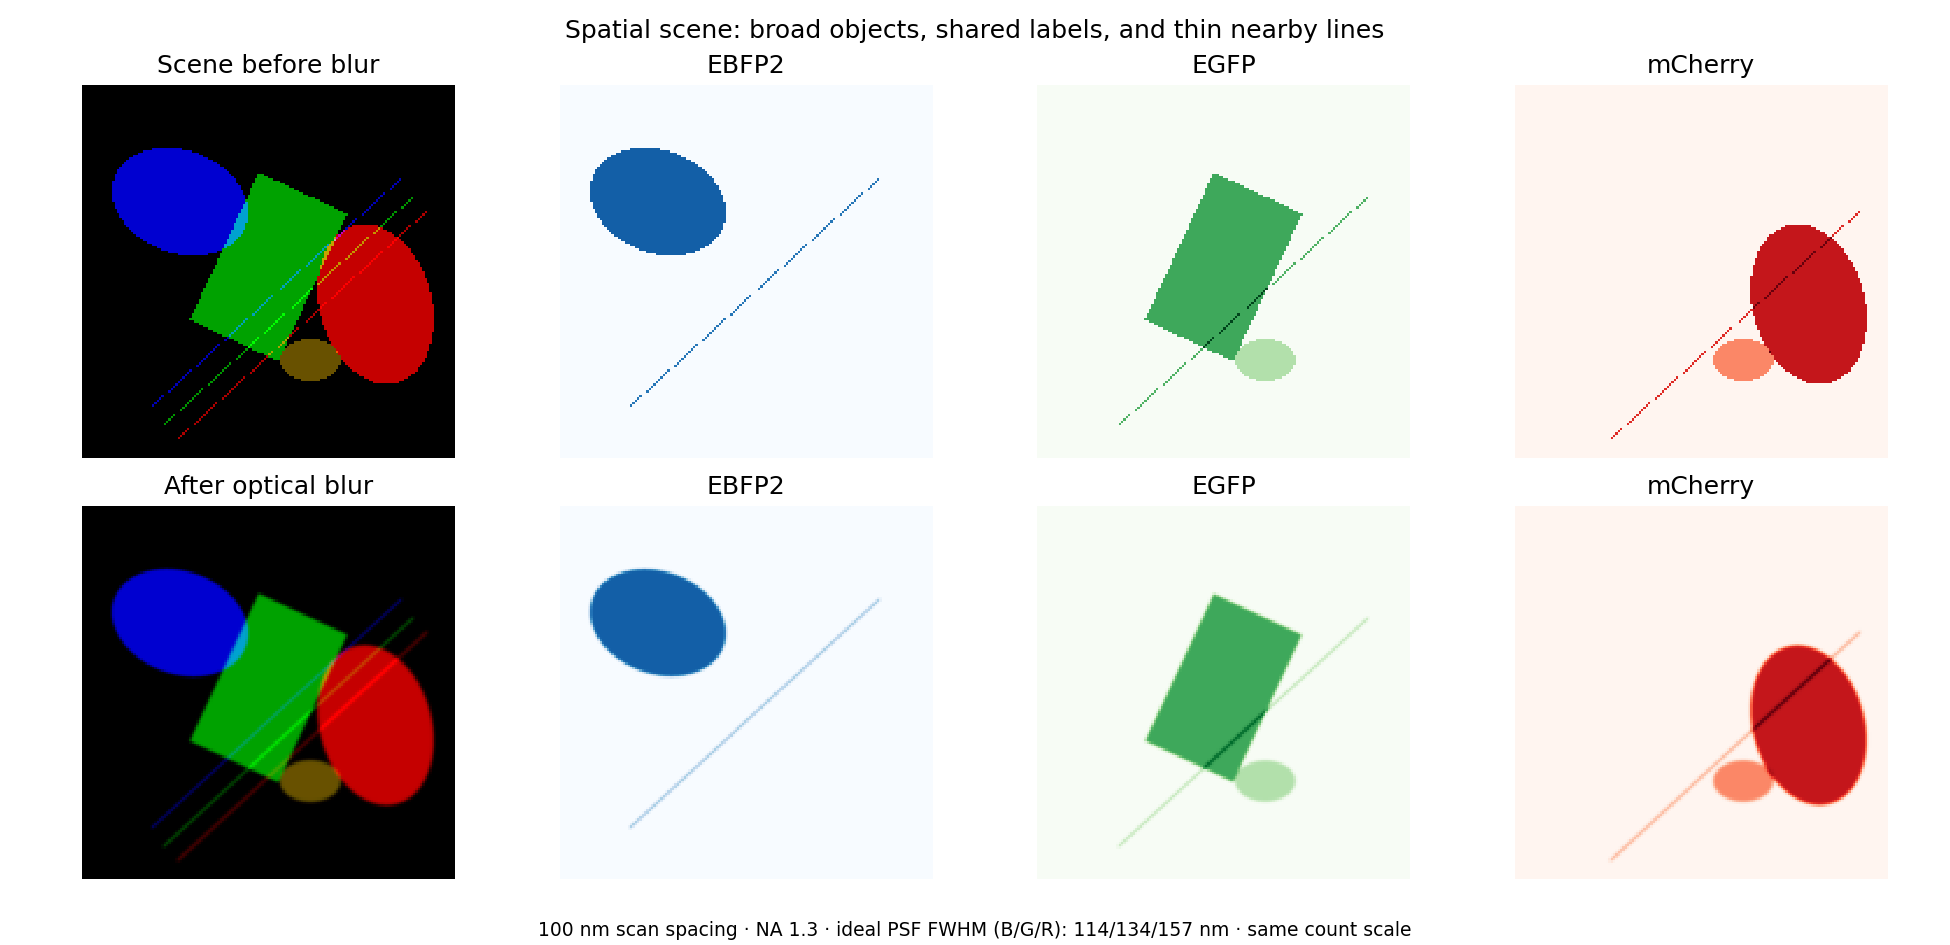 Spatial scene: broad objects, shared labels, and thin nearby lines
Scene before blur
EBFP2
EGFP
mCherry
After optical blur
EBFP2
EGFP
mCherry
100 nm scan spacing · NA 1.3 · ideal PSF FWHM (B/G/R): 114/134/157 nm · same count scale